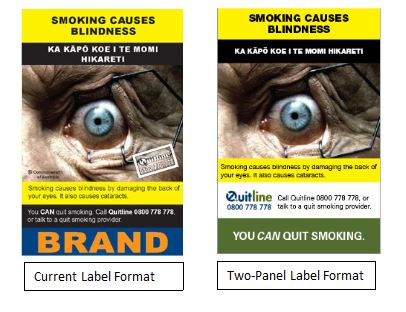 SMOKING CAUSES
BLINDNESS
KA KĀPŌ KOE I TE MOMI
HIKARETI
Quitline
© Commonwealth
of Australia
Smoking causes blindness by damaging the back of
your eyes. It also causes cataracts.
You CAN quit smoking. Call Quitline 0800 778 778,
or talk to a quit smoking provider.
BRAND
Current Label Format
SMOKING CAUSES
BLINDNESS
KA KĀPŌ KOE I TE MOMI HIKARETI
Smoking causes blindness by damaging the back of
your eyes. It also causes cataracts.
Quitline
0800 778 778
Call Quitline 0800 778 778, or
talk to a quit smoking provider.
YOU CAN QUIT SMOKING.
Two-Panel Label Format